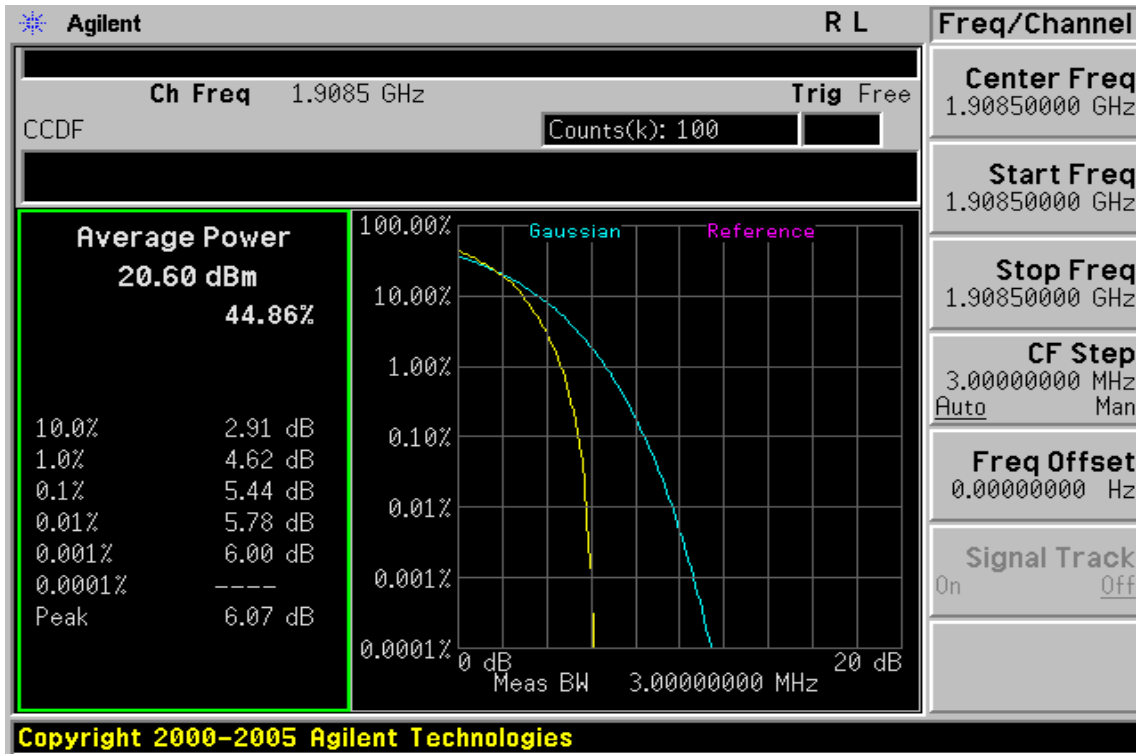 Agilent
R L
Freq/Channel
Ch Freq 1.9085 GHz
Trig Free
CCDF
Counts(k): 100
Center Freq
1.90850000 GHz
Start Freq
1.90850000 GHz
Stop Freq
1.90850000 GHz
CF Step
3.00000000 MHz
Auto Man
Freq Offset
0.00000000 Hz
Signal Track
On Off
Average Power
20.60 dBm
44.86%
10.0% 2.91 dB
1.0% 4.62 dB
0.1% 5.44 dB
0.01% 5.78 dB
0.001% 6.00 dB
0.0001% ----
Peak 6.07 dB
Gaussian Reference
100.00%
10.00%
1.00%
0.10%
0.01%
0.001%
0.0001%
0 dB 20 dB
Meas BW 3.00000000 MHz
Copyright 2000-2005 Agilent Technologies